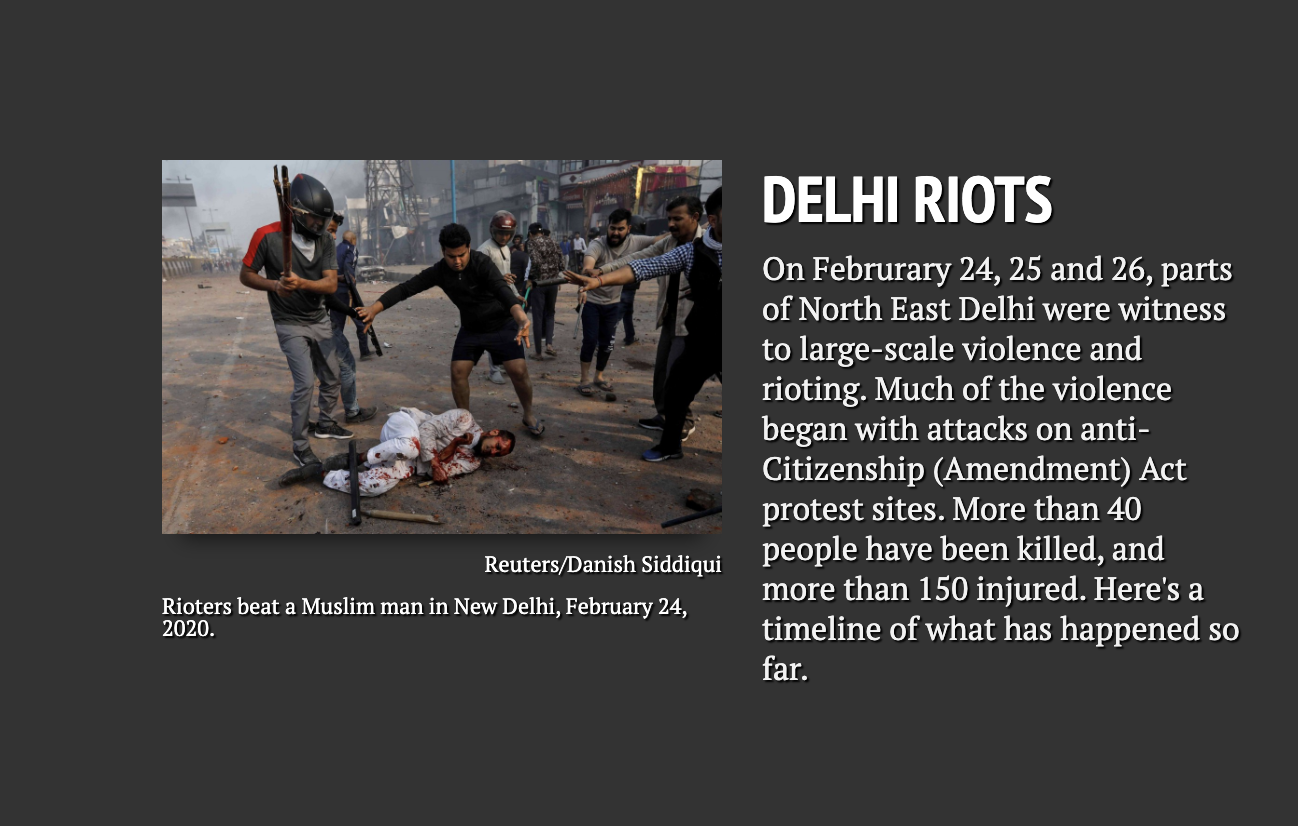 DELHI RIOTS
On Februrary 24, 25 and 26, parts
of North East Delhi were witness
to large-scale violence and
rioting. Much of the violence
began with attacks on anti-
Citizenship (Amendment) Act
protest sites. More than 40
people have been killed, and
more than 150 injured. Here's a
timeline of what has happened so
far.
Reuters/Danish Siddiqui
Rioters beat a Muslim man in New Delhi, February 24,
2020.